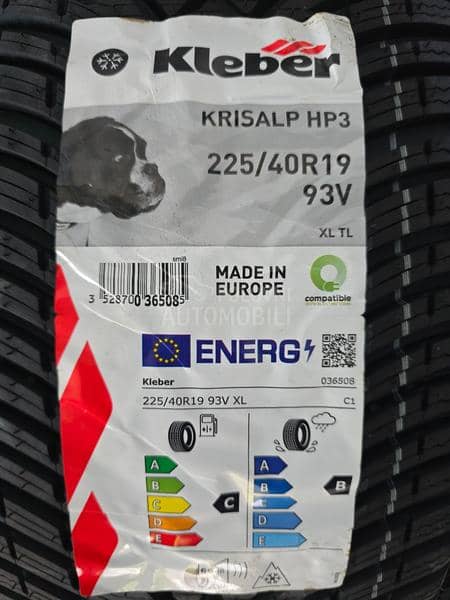 Kleber
KRISALP HP3
225/40R19
93V
XL TL
3 528700 365085
MADE IN
EUROPE
compatible
AUTOMOBILI
ENERG
Kleber
036508
225/40R19 93V XL
C1
A
B
C
D
E
C
A
B
C
D
E
B